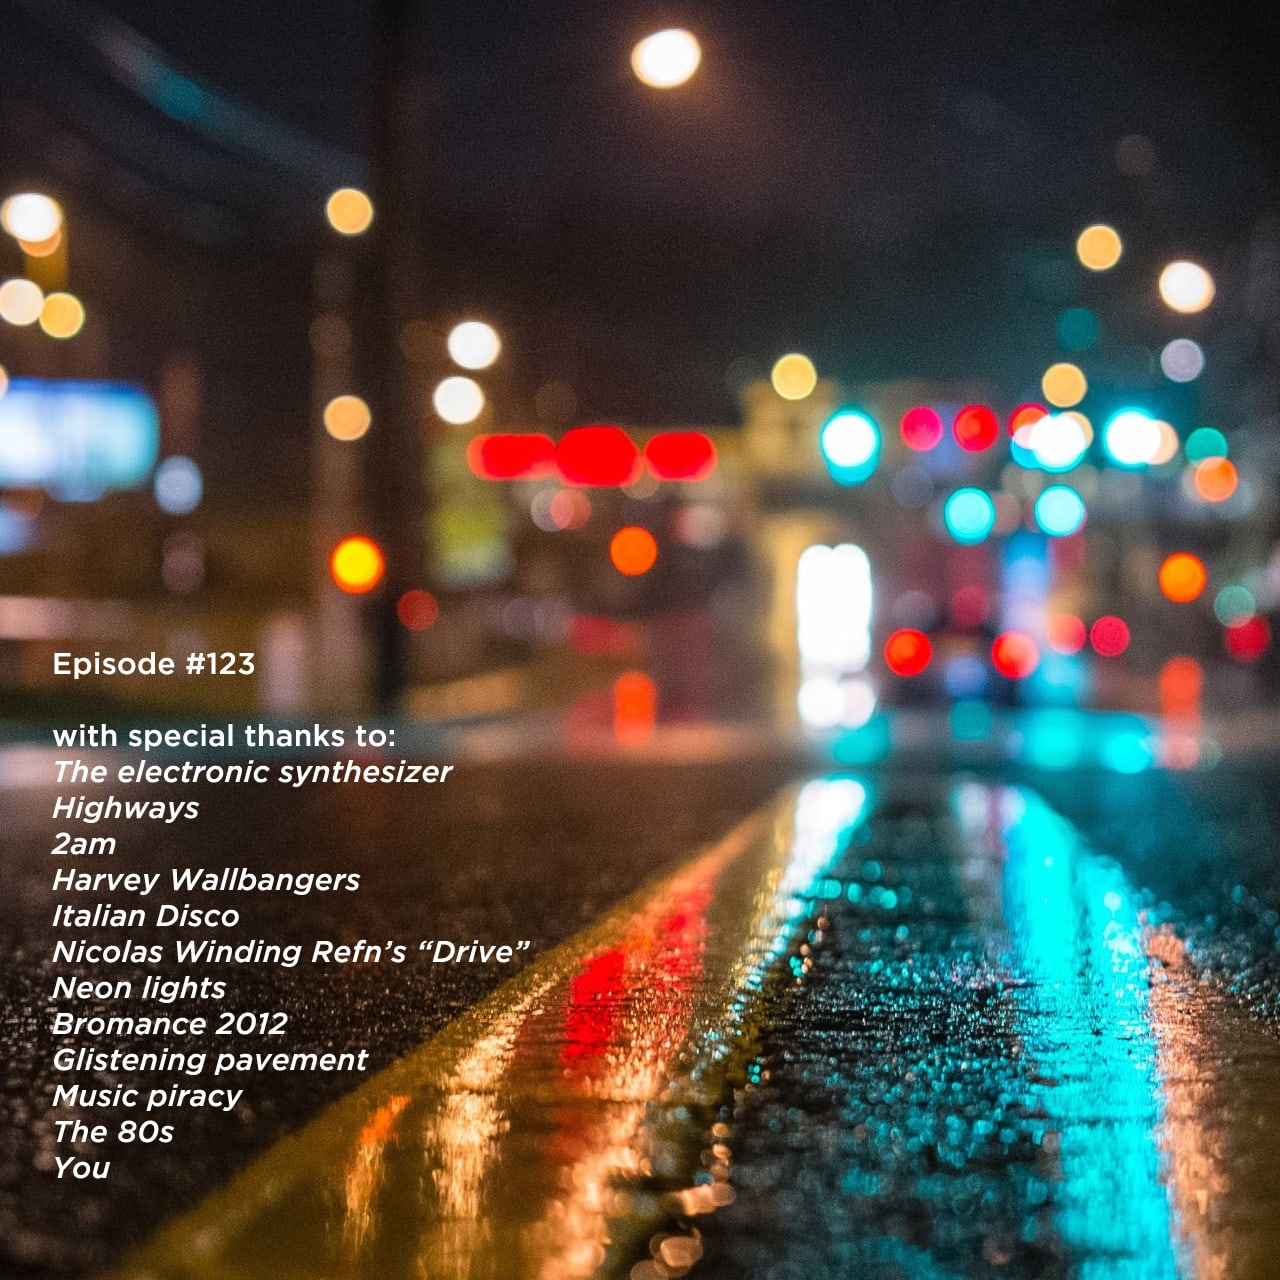 Episode #123
with special thanks to:
The electronic synthesizer
Highways
2am
Harvey Wallbangers
Italian Disco
Nicolas Winding Refn’s “Drive”
Neon lights
Bromance 2012
Glistening pavement
Music piracy
The 80s
You